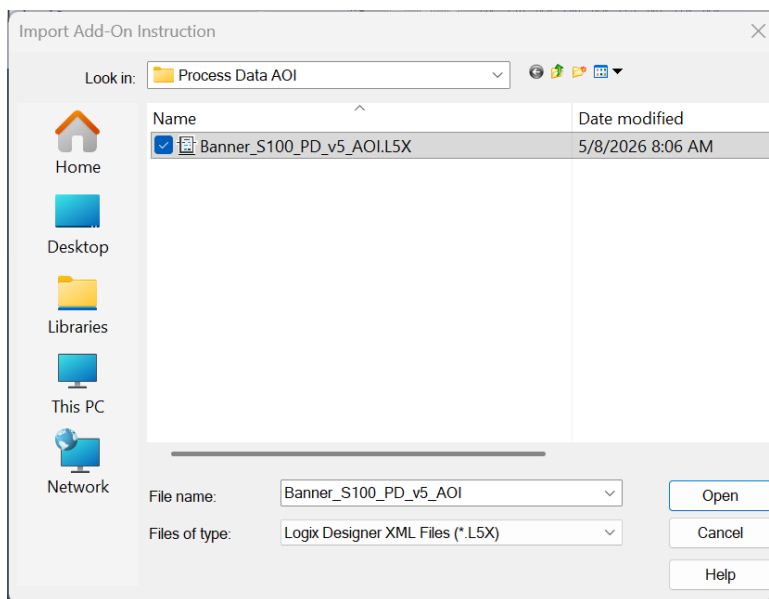 Import Add-On Instruction
Look in: Process Data AOI
Name Date modified
Banner_S100_PD_v5_AOI.L5X 5/8/2026 8:06 AM
Home
Desktop
Libraries
This PC
Network
File name: Banner_S100_PD_v5_AOI Open
Files of type: Logix Designer XML Files (*.L5X) Cancel
Help